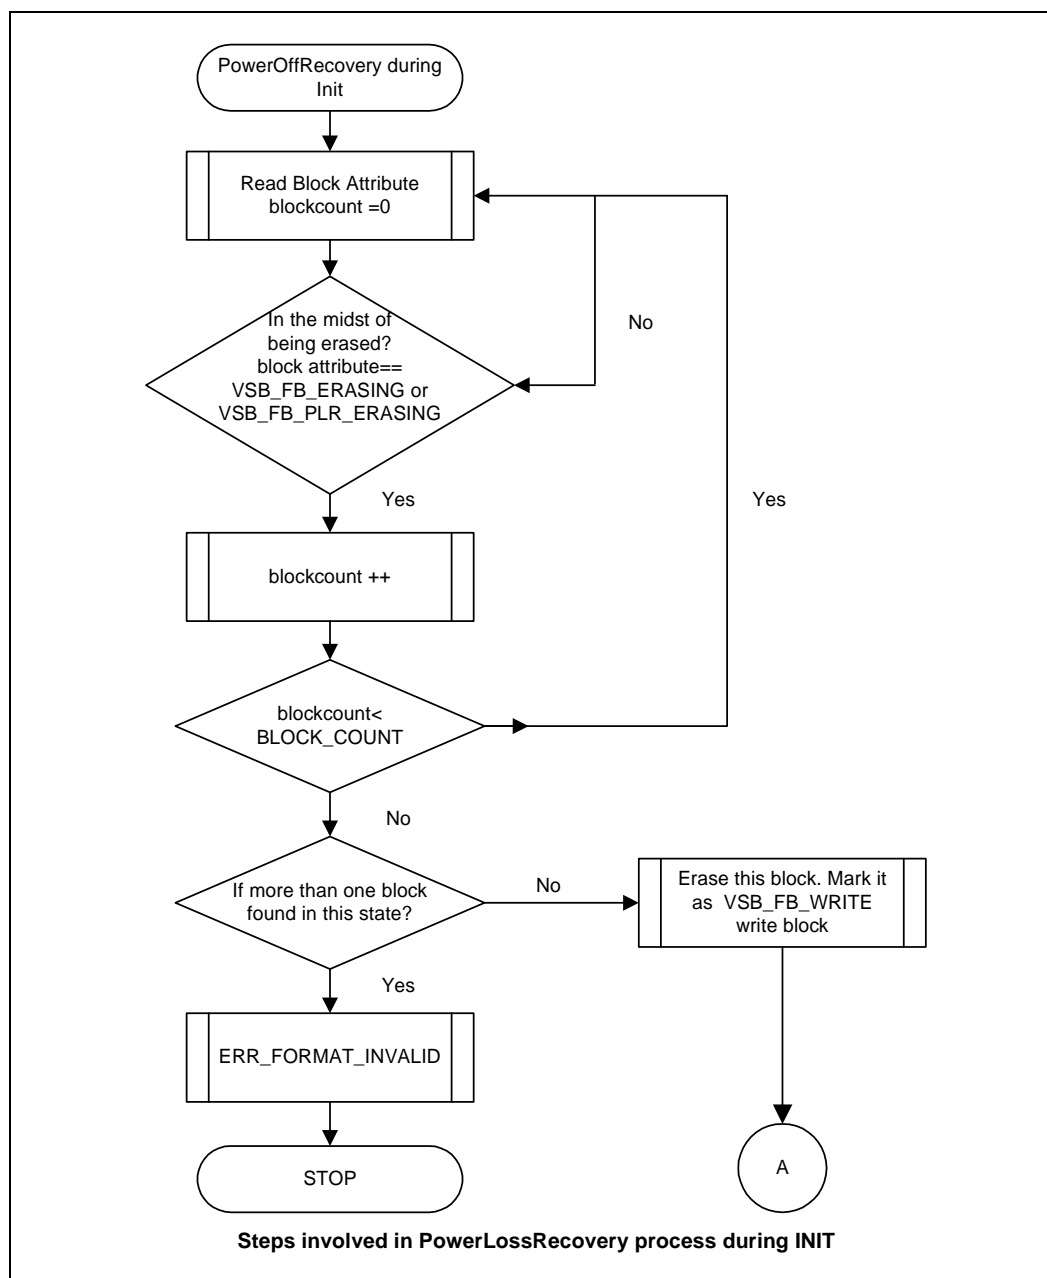 PowerOffRecovery during
Init
Read Block Attribute
blockcount =0
In the midst of
being erased?
block attribute==
VSB_FB_ERASING or
VSB_FB_PLR_ERASING
No
Yes
Yes
blockcount ++
blockcount<
BLOCK_COUNT
No
If more than one block
found in this state?
No
Erase this block. Mark it
as VSB_FB_WRITE
write block
Yes
ERR_FORMAT_INVALID
STOP
A
Steps involved in PowerLossRecovery process during INIT